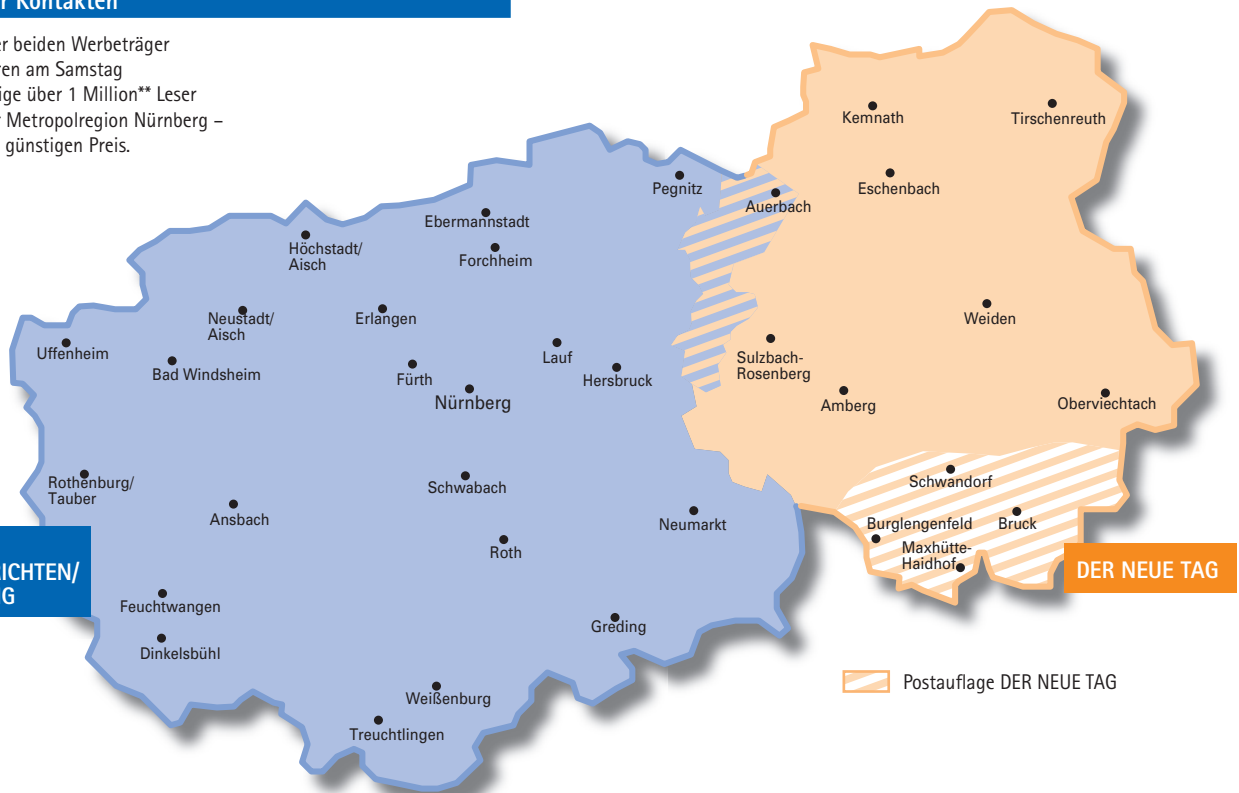 r Kontakten
er beiden Werbeträger
en am Samstag
ige über 1 Million** Leser
r Metropolregion Nürnberg –
günstigen Preis.
Kemnath
Tirschenreuth
Pegnitz
Eschenbach
Auerbach
Ebermannstadt
Höchstadt/
Aisch
Forchheim
Neustadt/
Aisch
Erlangen
Weiden
Uffenheim
Bad Windsheim
Lauf
Fürth
Hersbruck
Sulzbach-
Rosenberg
Nürnberg
Amberg
Oberviechtach
Rothenburg/
Tauber
Schwabach
Schwandorf
Ansbach
Neumarkt
Burglengenfeld
Bruck
Roth
Maxhütte-
Haidhof
RICHTEN/
G
DER NEUE TAG
Feuchtwangen
Greding
Dinkelsbühl
Postauflage DER NEUE TAG
Weißenburg
Treuchtlingen